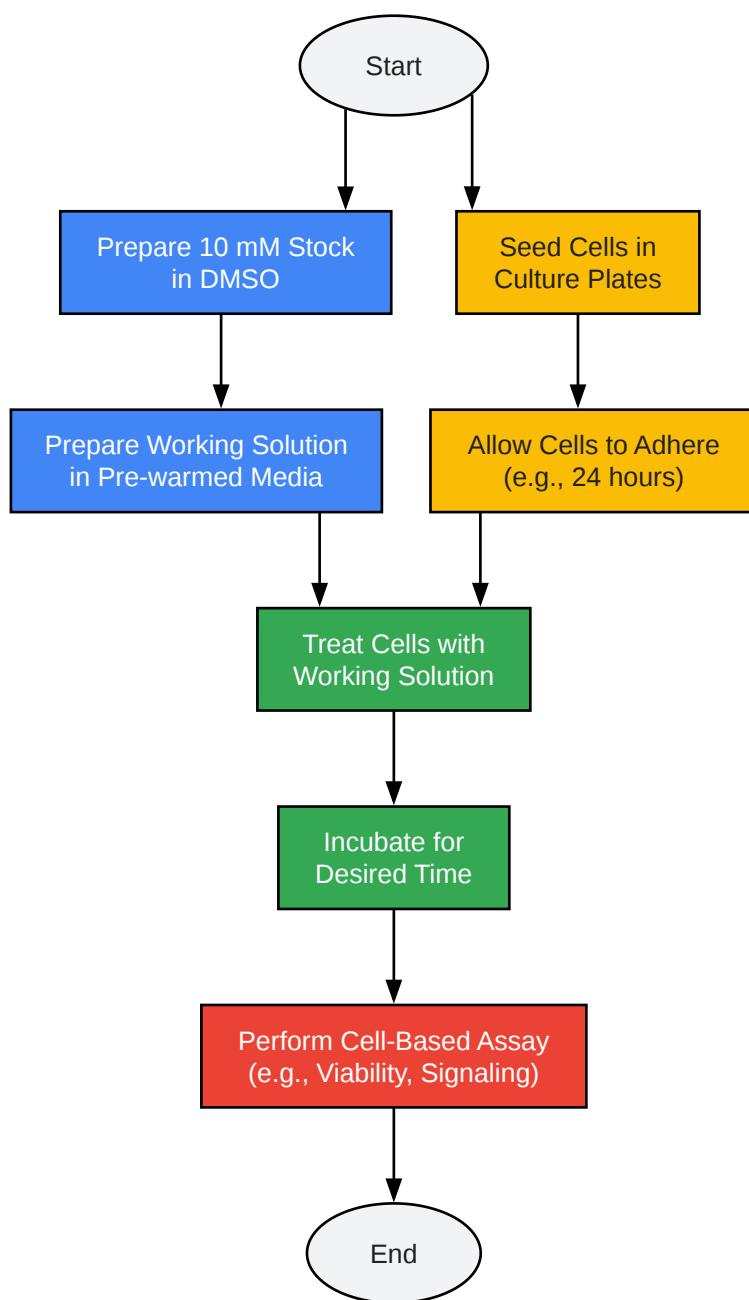 Start
Prepare 10 mM Stock
in DMSO
Seed Cells in
Culture Plates
Prepare Working Solution
in Pre-warmed Media
Allow Cells to Adhere
(e.g., 24 hours)
Treat Cells with
Working Solution
Incubate for
Desired Time
Perform Cell-Based Assay
(e.g., Viability, Signaling)
End